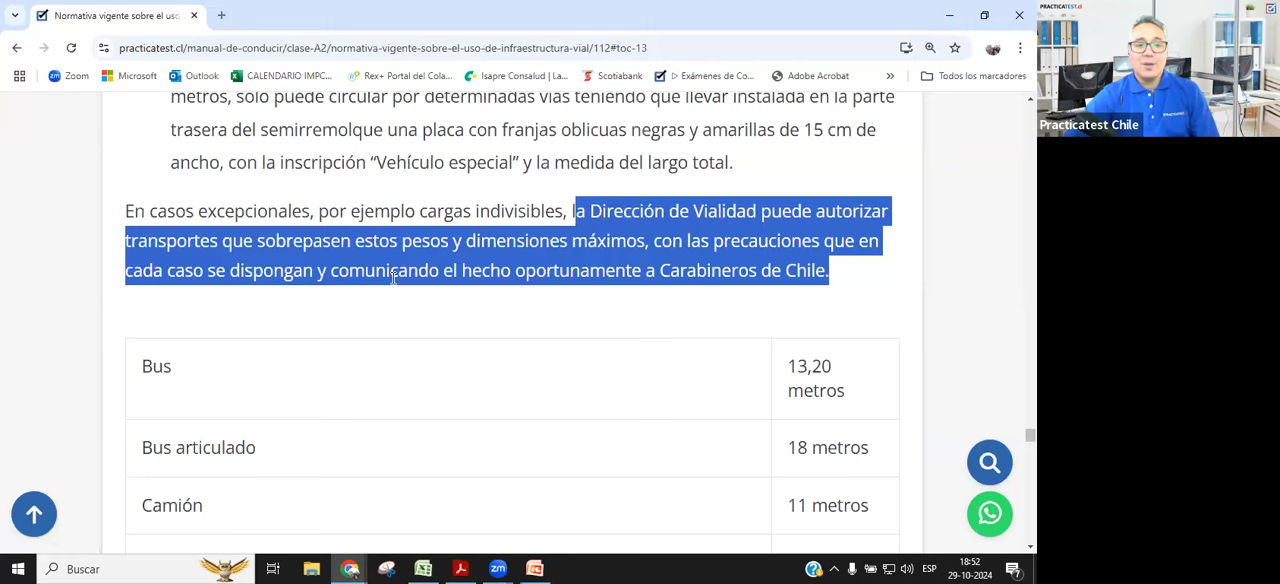 Normativa vigente sobre el uso
practicatest.cl/manual-de-conducir/clase-A2/normativa-vigente-sobre-el-uso-de-infraestructura-vial/112#toc-13
Zoom Microsoft Outlook CALENDARIO IMPC... Rex+ Portal del Cola... Isapre Consalud | La... Scotiabank ▷ Exámenes de Co... Adobe Acrobat » Todos los marcadores
metros, solo puede circular por determinadas vías teniendo que llevar instalada en la parte
trasera del semirremolque una placa con franjas oblicuas negras y amarillas de 15 cm de
ancho, con la inscripción “Vehículo especial” y la medida del largo total.
En casos excepcionales, por ejemplo cargas indivisibles, la Dirección de Vialidad puede autorizar
transportes que sobrepasen estos pesos y dimensiones máximos, con las precauciones que en
cada caso se dispongan y comunicando el hecho oportunamente a Carabineros de Chile.
Bus 13,20
metros
Bus articulado 18 metros
Camión 11 metros
PRACTICATEST.cl
Practicatest Chile
Buscar
ESP
18:52
29-10-2024
7